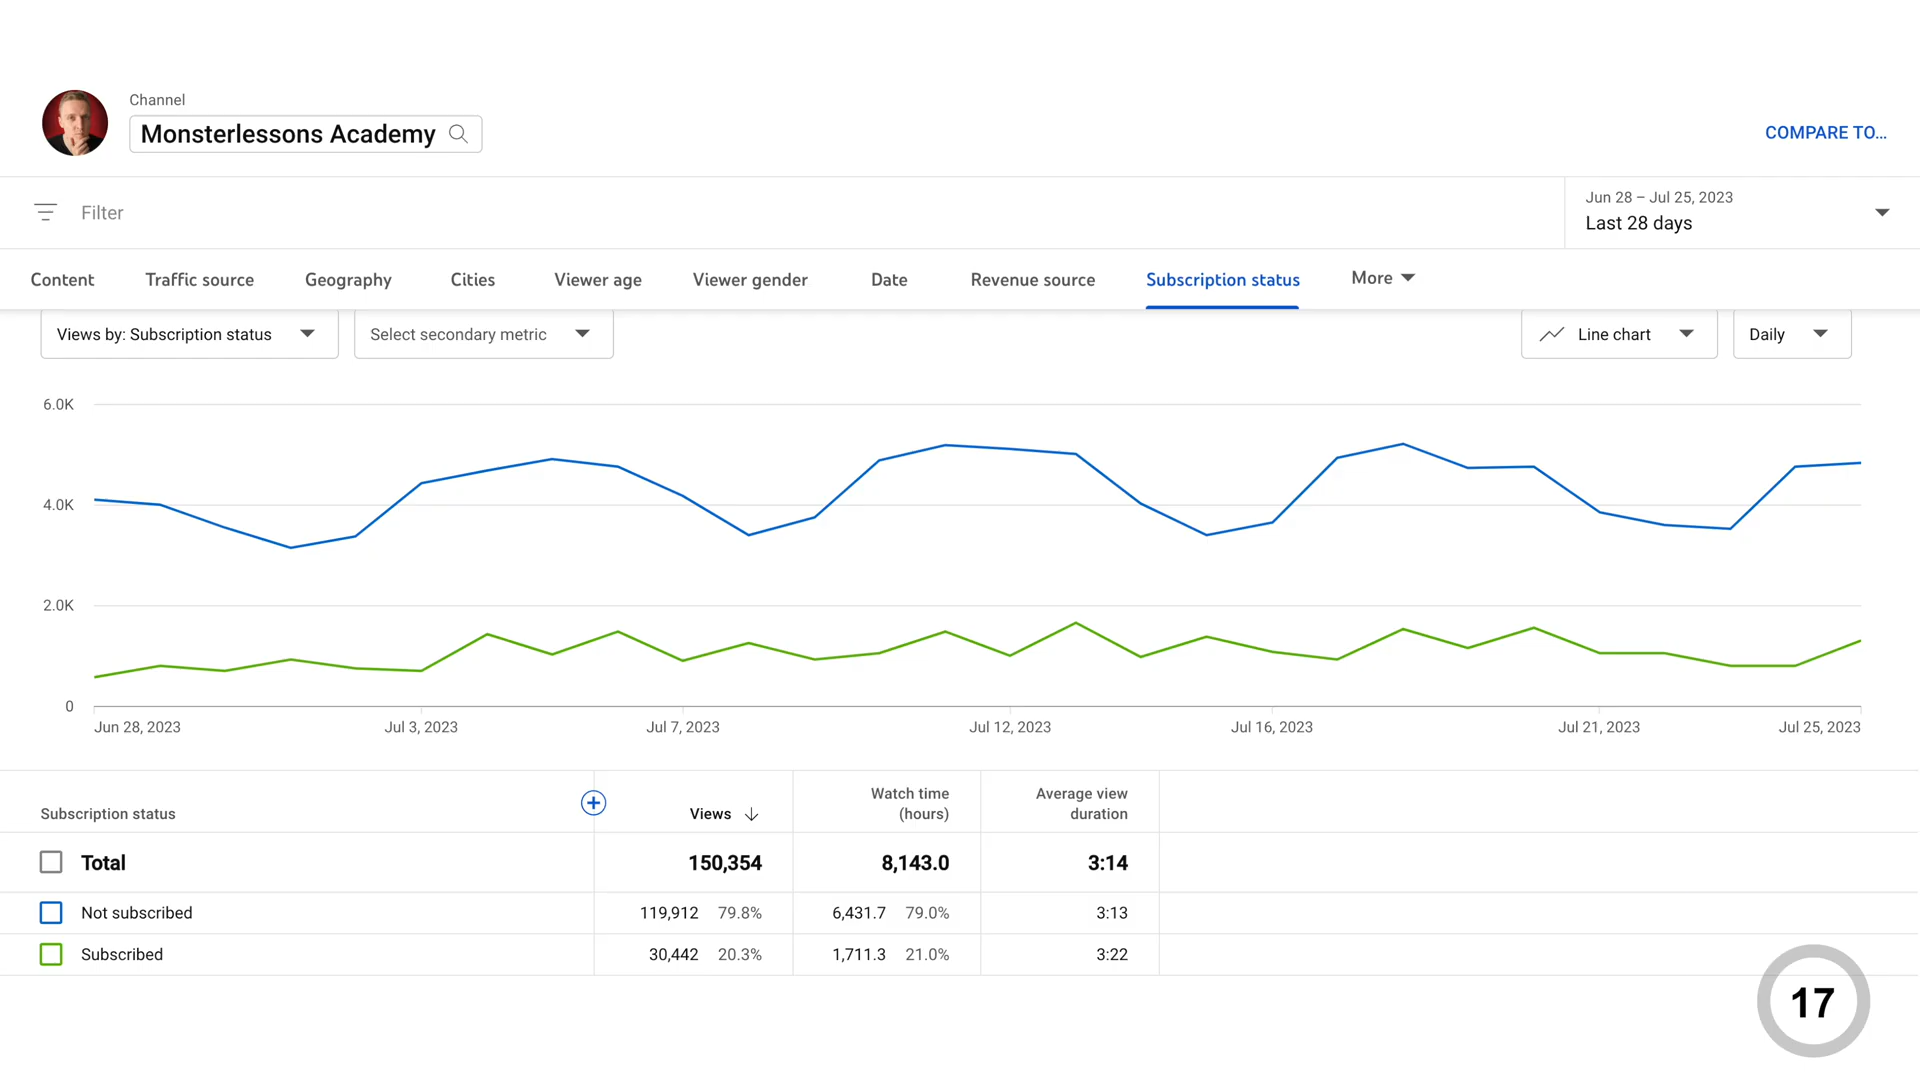 Channel
Monsterlessons Academy
COMPARE TO...
Filter
Jun 28 – Jul 25, 2023
Last 28 days
Content Traffic source Geography Cities Viewer age Viewer gender Date Revenue source Subscription status More
Views by: Subscription status Select secondary metric Line chart Daily
6.0K
4.0K
2.0K
0
Jun 28, 2023 Jul 3, 2023 Jul 7, 2023 Jul 12, 2023 Jul 16, 2023 Jul 21, 2023 Jul 25, 2023
Subscription status Views Watch time (hours) Average view duration
Total 150,354 8,143.0 3:14
Not subscribed 119,912 79.8% 6,431.7 79.0% 3:13
Subscribed 30,442 20.3% 1,711.3 21.0% 3:22
17